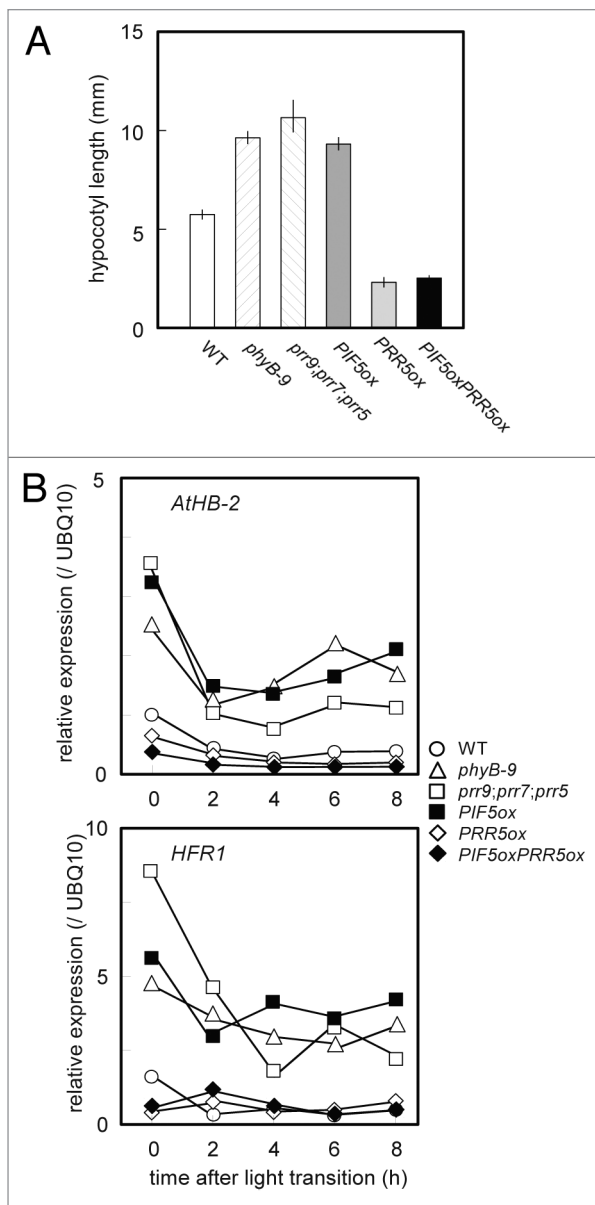 A
15
10
5
0
hypocotyl length (mm)
WT
phyB-9
prr9;prr7;prr5
PIF5ox
PRR5ox
PIF5oxPRR5ox
B
5
0
relative expression (/ UBQ10)
AtHB-2
0 2 4 6 8
WT
phyB-9
prr9;prr7;prr5
PIF5ox
PRR5ox
PIF5oxPRR5ox
10
5
0
relative expression (/ UBQ10)
HFR1
0 2 4 6 8
time after light transition (h)